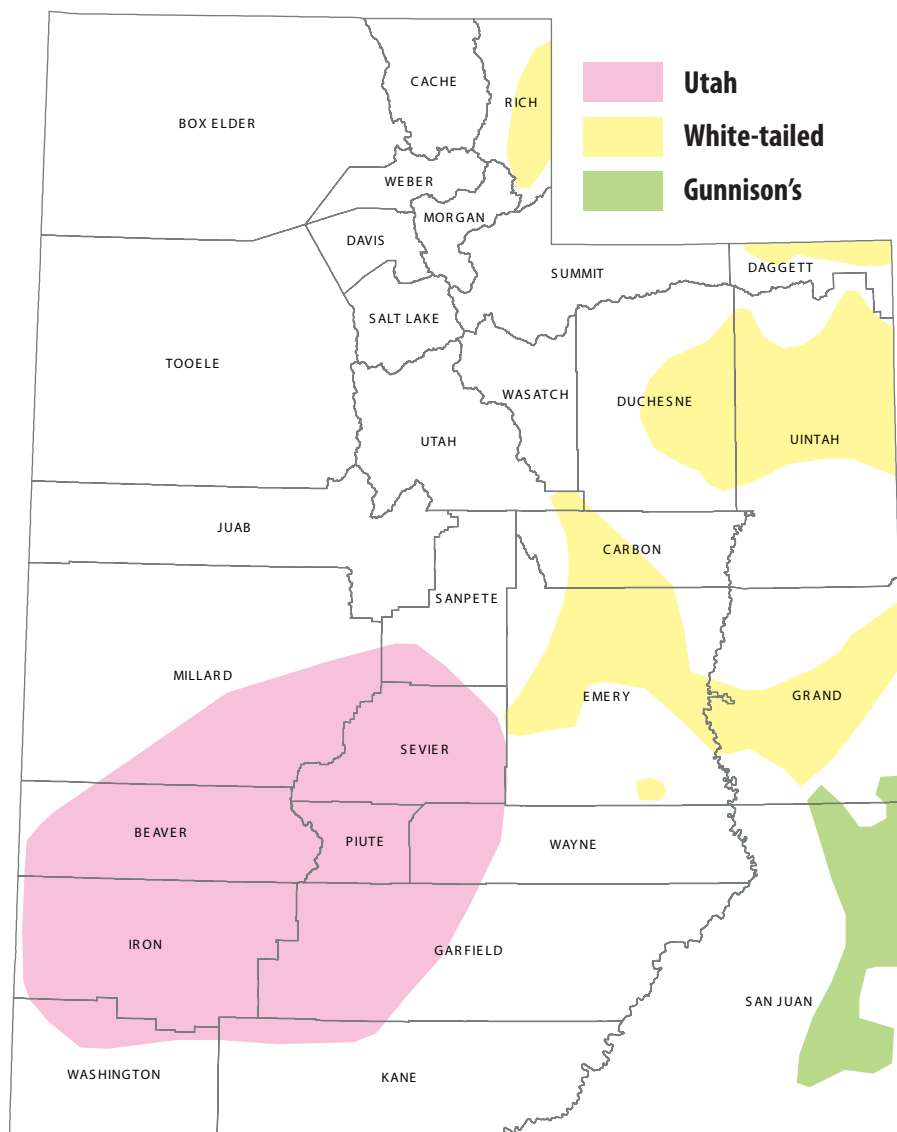 Utah
White-tailed
Gunnison's
CACHE
RICH
BOX ELDER
WEBER
MORGAN
DAVIS
SUMMIT
DAGGETT
SALT LAKE
TOOELE
WASATCH
DUCHESNE
UTAH
UINTAH
JUAB
CARBON
SANPETE
MILLARD
EMERY
GRAND
SEVIER
BEAVER
PIUTE
WAYNE
IRON
GARFIELD
SAN JUAN
WASHINGTON
KANE